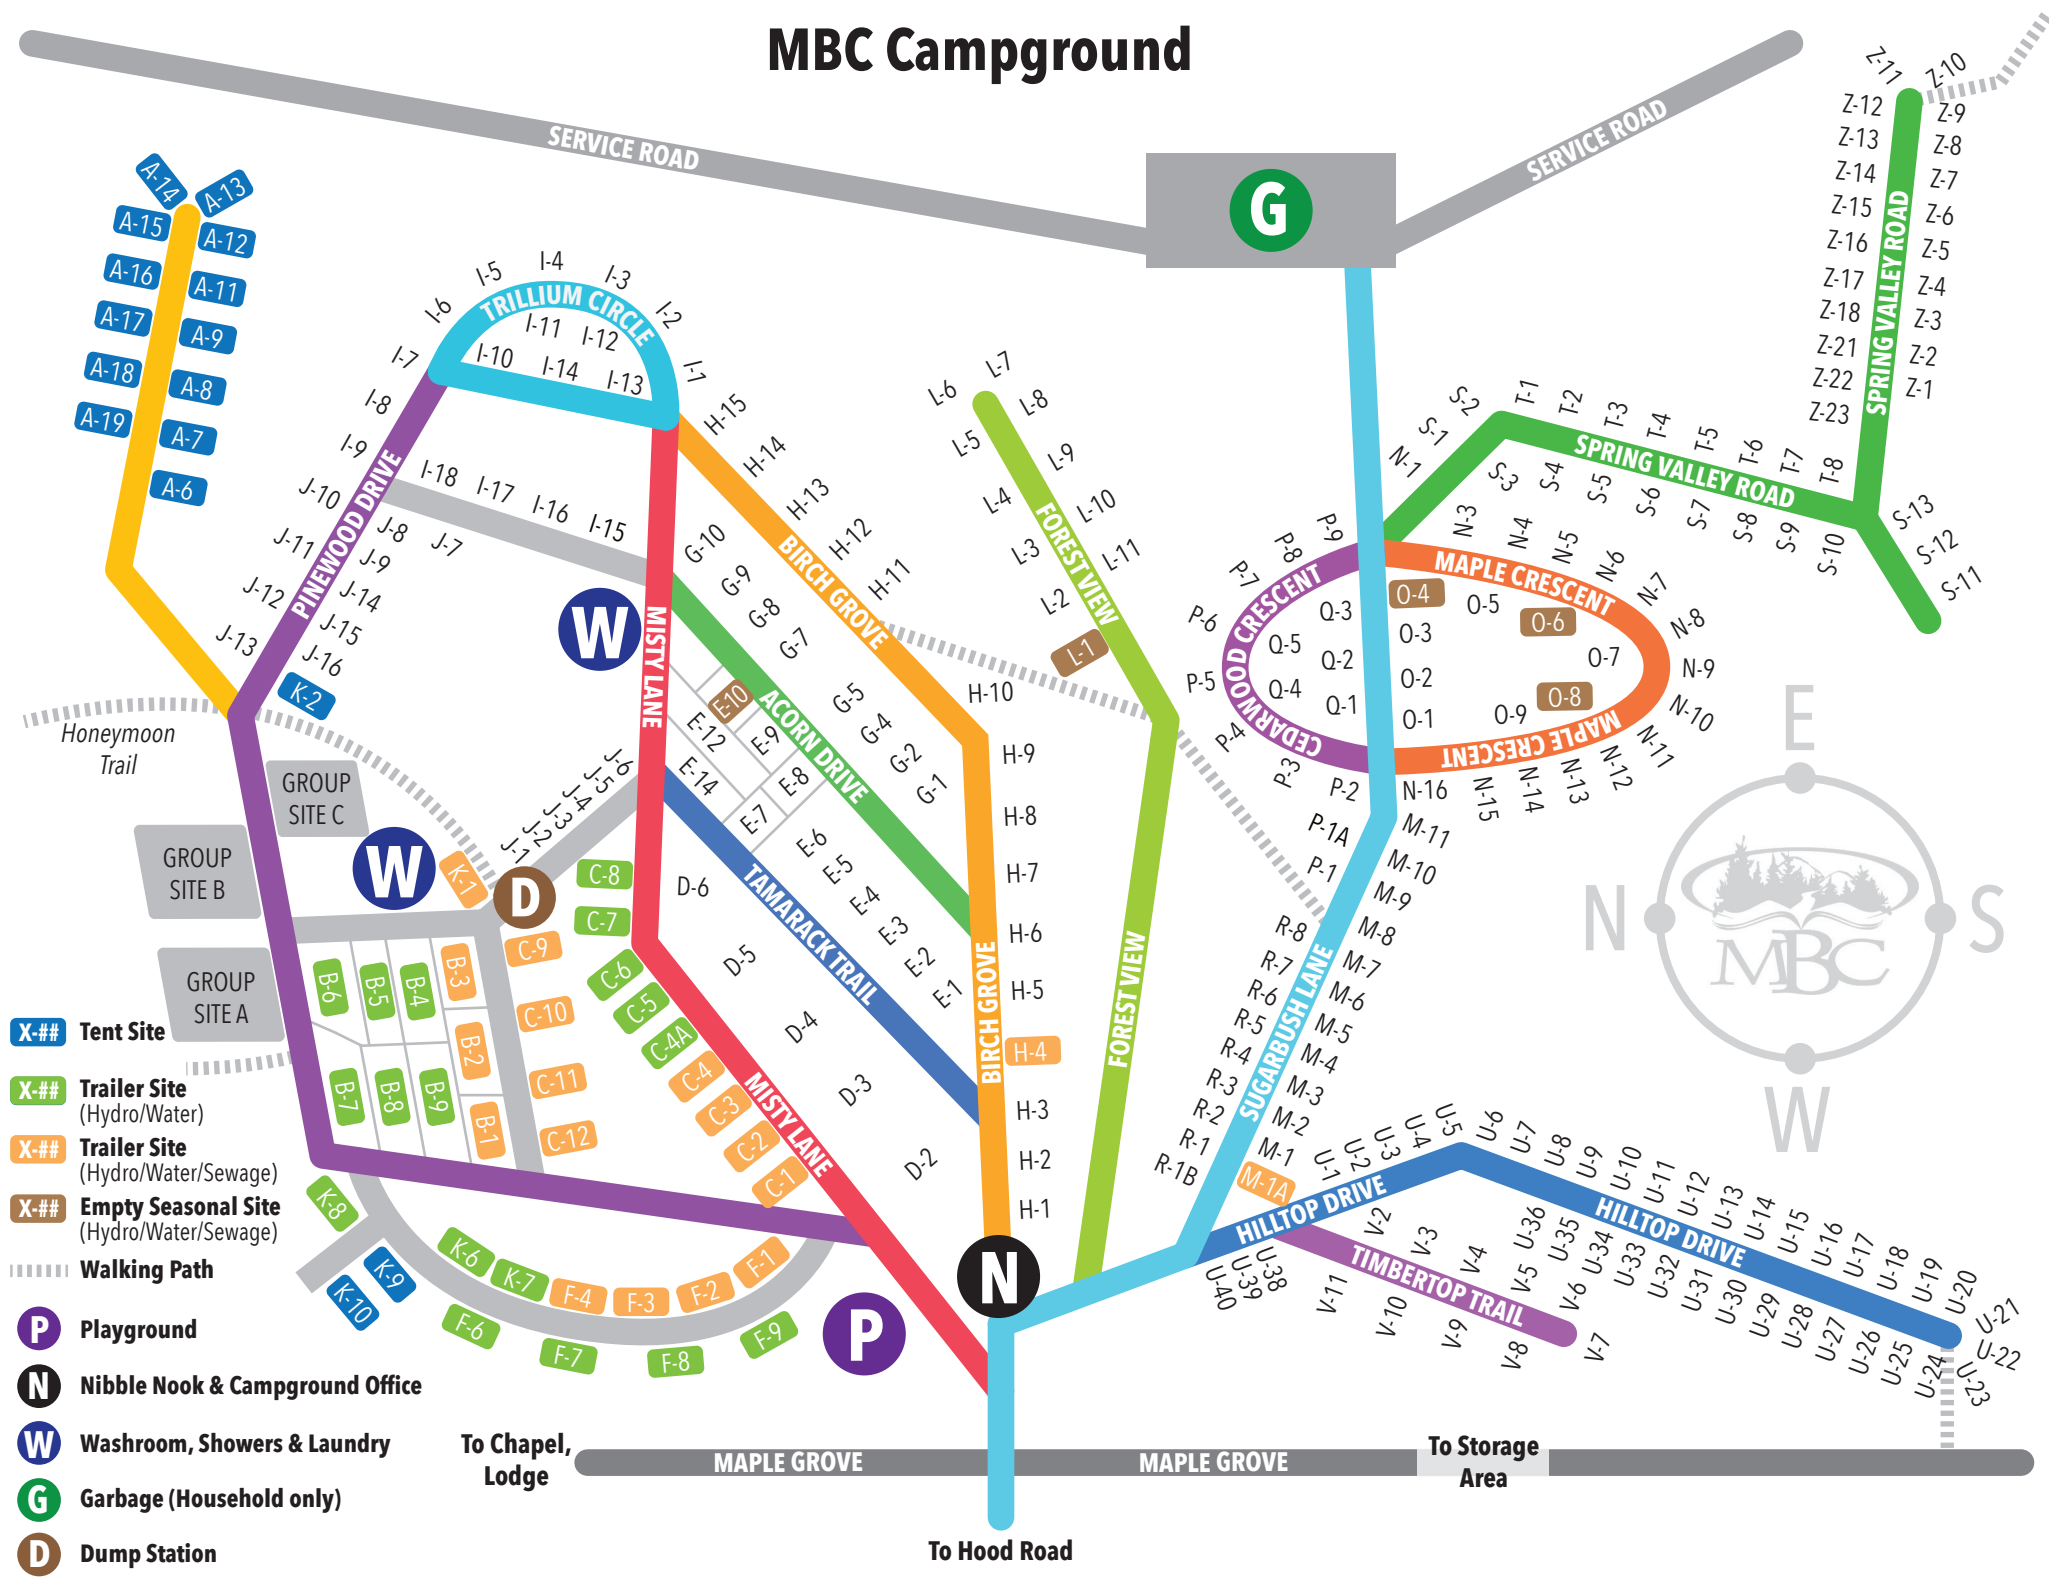 MBC Campground
SERVICE ROAD
SERVICE ROAD
G
A-14
A-13
A-15
A-12
A-16
A-11
A-17
A-9
A-18
A-8
A-19
A-7
A-6
I-6
I-5
I-4
I-3
I-2
I-1
TRILLIUM CIRCLE
I-11
I-12
I-10
I-14
I-13
I-7
I-8
I-9
J-10
J-11
J-12
J-13
PINEWOOD DRIVE
I-18
I-17
I-16
I-15
J-8
J-7
J-9
J-14
J-15
J-16
K-2
Honeymoon
Trail
W
MISTY LANE
H-15
H-14
H-13
H-12
H-11
H-10
H-9
H-8
H-7
H-6
H-5
H-4
H-3
H-2
H-1
BIRCH GROVE
BIRCH GROVE
G-10
G-9
G-8
G-7
G-5
G-4
G-2
G-1
ACORN DRIVE
E-10
E-12
E-9
E-14
E-8
E-7
E-6
E-5
E-4
E-3
E-2
E-1
TAMARACK TRAIL
D-6
D-5
D-4
D-3
D-2
L-6
L-7
L-5
L-8
L-4
L-9
L-3
L-10
L-2
L-11
L-1
FOREST VIEW
FOREST VIEW
Z-11
Z-10
Z-12
Z-9
Z-13
Z-8
Z-14
Z-7
Z-15
Z-6
Z-16
Z-5
Z-17
Z-4
Z-18
Z-3
Z-21
Z-2
Z-22
Z-1
Z-23
SPRING VALLEY ROAD
N-1
S-1
S-2
T-1
T-2
T-3
T-4
T-5
T-6
T-7
T-8
SPRING VALLEY ROAD
S-3
S-4
S-5
S-6
S-7
S-8
S-9
S-10
S-13
S-12
S-11
P-9
P-8
P-7
P-6
P-5
P-4
P-3
P-2
P-1A
P-1
CEDARWOOD CRESCENT
Q-3
Q-5
Q-2
Q-4
Q-1
MAPLE CRESCENT
MAPLE CRESCENT
O-4
O-5
O-6
O-3
O-7
O-2
O-8
O-1
O-9
N-3
N-4
N-5
N-6
N-7
N-8
N-9
N-10
N-11
N-12
N-13
N-14
N-15
N-16
M-11
M-10
M-9
M-8
M-7
M-6
M-5
M-4
M-3
M-2
M-1
M-1A
SUGARBUSH LANE
R-8
R-7
R-6
R-5
R-4
R-3
R-2
R-1
R-1B
E
N
S
W
MBC
J-6
J-5
J-4
J-3
J-2
J-1
GROUP
SITE C
GROUP
SITE B
GROUP
SITE A
W
K-1
D
C-8
C-7
C-6
C-5
C-4A
C-4
C-3
C-2
C-1
MISTY LANE
C-9
C-10
C-11
C-12
B-6
B-5
B-4
B-3
B-2
B-7
B-8
B-9
B-1
K-8
K-9
K-10
K-6
K-7
F-4
F-3
F-2
F-1
F-6
F-7
F-8
F-9
P
N
HILLTOP DRIVE
HILLTOP DRIVE
U-1
U-2
U-3
U-4
U-5
U-6
U-7
U-8
U-9
U-10
U-11
U-12
U-13
U-14
U-15
U-16
U-17
U-18
U-19
U-20
U-21
U-22
U-23
U-24
U-25
U-26
U-27
U-28
U-29
U-30
U-31
U-32
U-33
U-34
U-35
U-36
U-38
U-39
U-40
TIMBERTOP TRAIL
V-2
V-3
V-4
V-5
V-6
V-7
V-8
V-9
V-10
V-11
X-## Tent Site
X-## Trailer Site
(Hydro/Water)
X-## Trailer Site
(Hydro/Water/Sewage)
X-## Empty Seasonal Site
(Hydro/Water/Sewage)
Walking Path
P Playground
N Nibble Nook & Campground Office
W Washroom, Showers & Laundry
G Garbage (Household only)
D Dump Station
To Chapel,
Lodge
MAPLE GROVE
MAPLE GROVE
To Storage
Area
To Hood Road